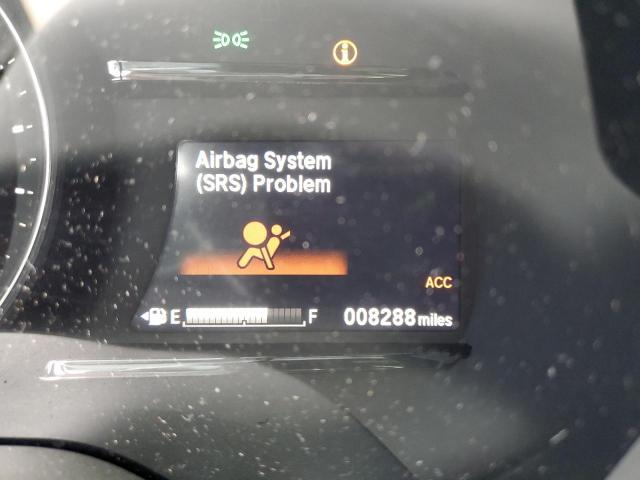 Airbag System
(SRS) Problem
ACC
E F 008288 miles